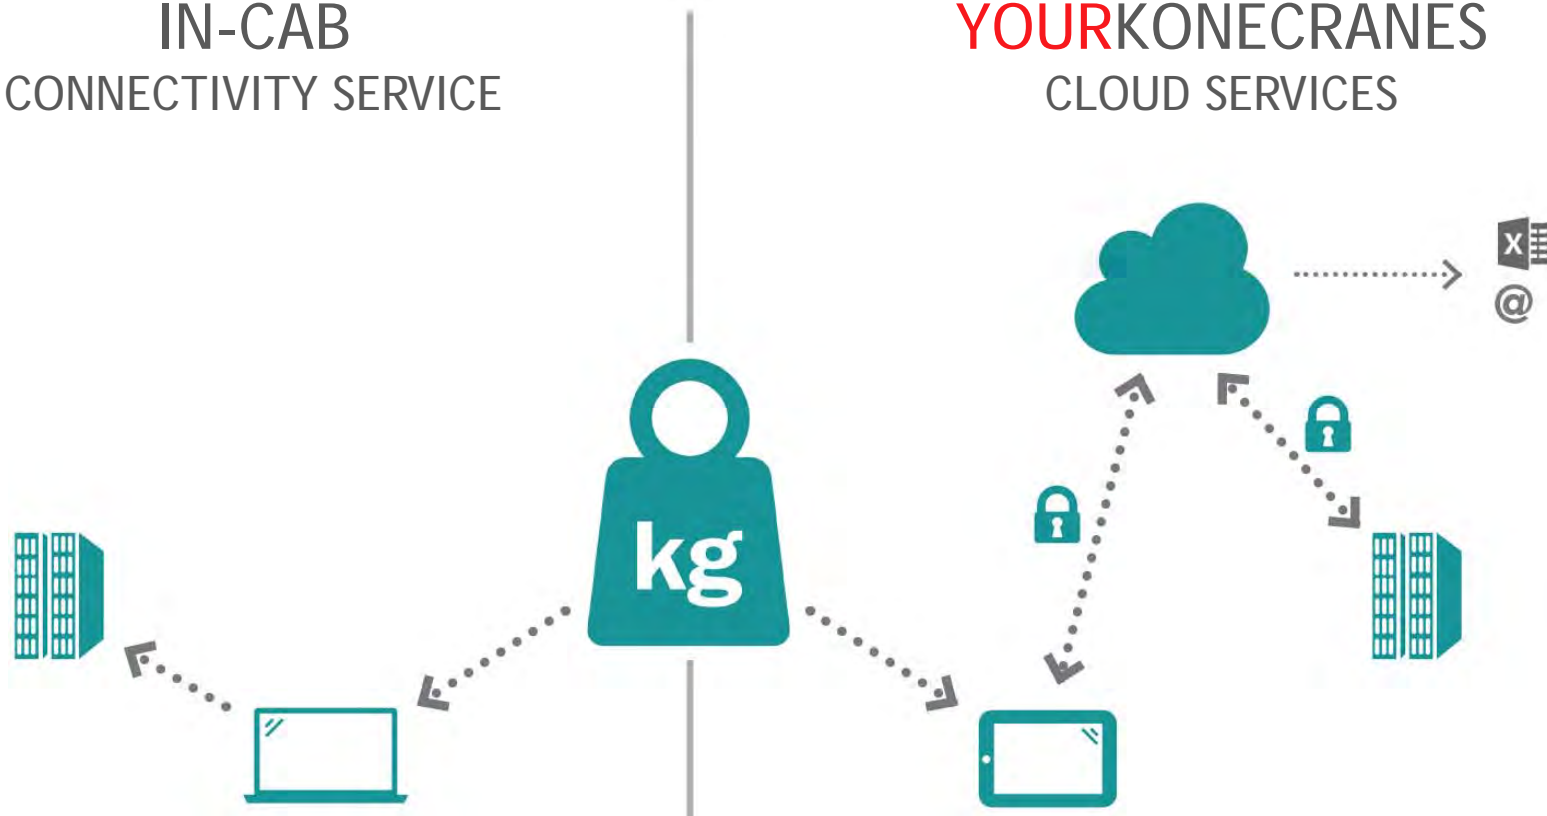 IN-CAB
CONNECTIVITY SERVICE
YOURKONECRANES
CLOUD SERVICES
X
@
kg